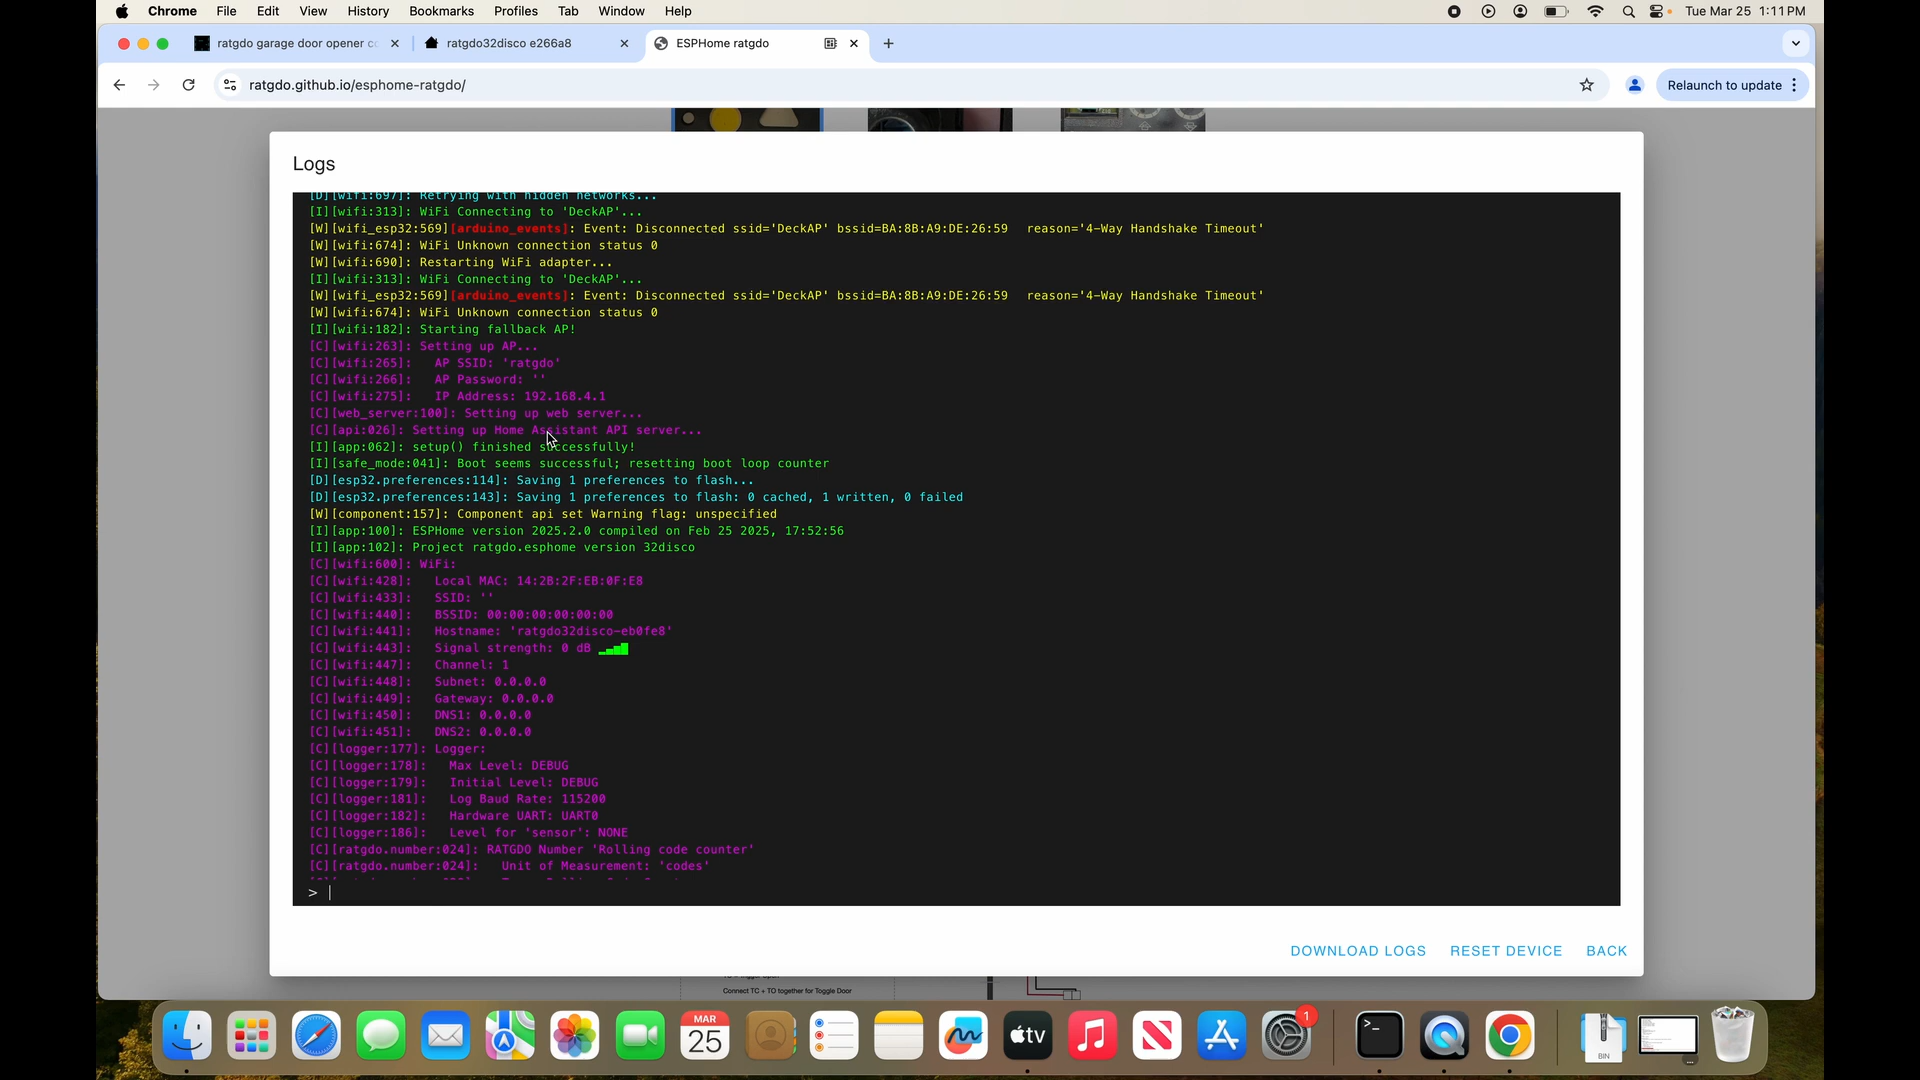 Chrome File Edit View History Bookmarks Profiles Tab Window Help Tue Mar 25 1:11 PM
ratgdo garage door opener co ratgdo32disco e266a8 ESPHome ratgdo
ratgdo.github.io/esphome-ratgdo/ Relaunch to update
Logs
[D][wifi:697]: Retrying with hidden networks...
[I][wifi:313]: WiFi Connecting to 'DeckAP'...
[W][wifi_esp32:569][arduino_events]: Event: Disconnected ssid='DeckAP' bssid=BA:8B:A9:DE:26:59 reason='4-Way Handshake Timeout'
[W][wifi:674]: WiFi Unknown connection status 0
[W][wifi:690]: Restarting WiFi adapter...
[I][wifi:313]: WiFi Connecting to 'DeckAP'...
[W][wifi_esp32:569][arduino_events]: Event: Disconnected ssid='DeckAP' bssid=BA:8B:A9:DE:26:59 reason='4-Way Handshake Timeout'
[W][wifi:674]: WiFi Unknown connection status 0
[I][wifi:182]: Starting fallback AP!
[C][wifi:263]: Setting up AP...
[C][wifi:265]: AP SSID: 'ratgdo'
[C][wifi:266]: AP Password: ''
[C][wifi:275]: IP Address: 192.168.4.1
[C][web_server:100]: Setting up web server...
[C][api:026]: Setting up Home Assistant API server...
[I][app:062]: setup() finished successfully!
[I][safe_mode:041]: Boot seems successful; resetting boot loop counter
[D][esp32.preferences:114]: Saving 1 preferences to flash...
[D][esp32.preferences:143]: Saving 1 preferences to flash: 0 cached, 1 written, 0 failed
[W][component:157]: Component api set Warning flag: unspecified
[I][app:100]: ESPHome version 2025.2.0 compiled on Feb 25 2025, 17:52:56
[I][app:102]: Project ratgdo.esphome version 32disco
[C][wifi:600]: WiFi:
[C][wifi:428]: Local MAC: 14:2B:2F:EB:0F:E8
[C][wifi:433]: SSID: ''
[C][wifi:440]: BSSID: 00:00:00:00:00:00
[C][wifi:441]: Hostname: 'ratgdo32disco-eb0fe8'
[C][wifi:443]: Signal strength: 0 dB ▂▄▆█
[C][wifi:447]: Channel: 1
[C][wifi:448]: Subnet: 0.0.0.0
[C][wifi:449]: Gateway: 0.0.0.0
[C][wifi:450]: DNS1: 0.0.0.0
[C][wifi:451]: DNS2: 0.0.0.0
[C][logger:177]: Logger:
[C][logger:178]: Max Level: DEBUG
[C][logger:179]: Initial Level: DEBUG
[C][logger:181]: Log Baud Rate: 115200
[C][logger:182]: Hardware UART: UART0
[C][logger:186]: Level for 'sensor': NONE
[C][ratgdo.number:024]: RATGDO Number 'Rolling code counter'
[C][ratgdo.number:024]: Unit of Measurement: 'codes'
>
DOWNLOAD LOGS RESET DEVICE BACK
Connect TC + TO together for Toggle Door
MAR
25
tv
1
>_
BIN